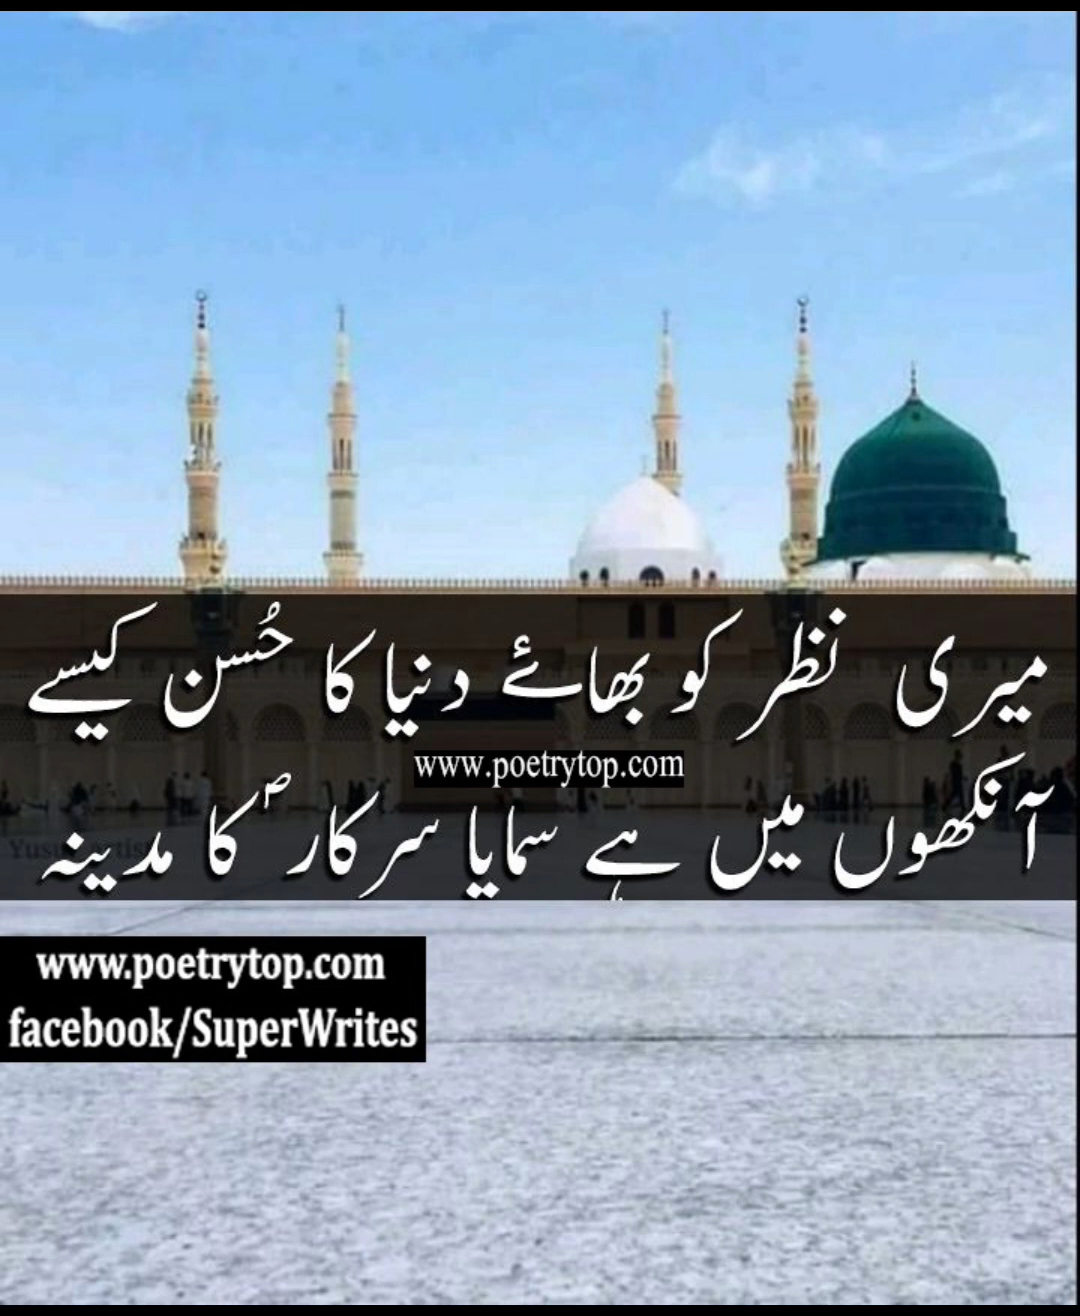 میری نظر کو بھائے دنیا کا حُسن کیسے
www.poetrytop.com
آنکھوں میں ہے سمایا سرکار ؐ کا مدینہ
www.poetrytop.com
facebook/SuperWrites